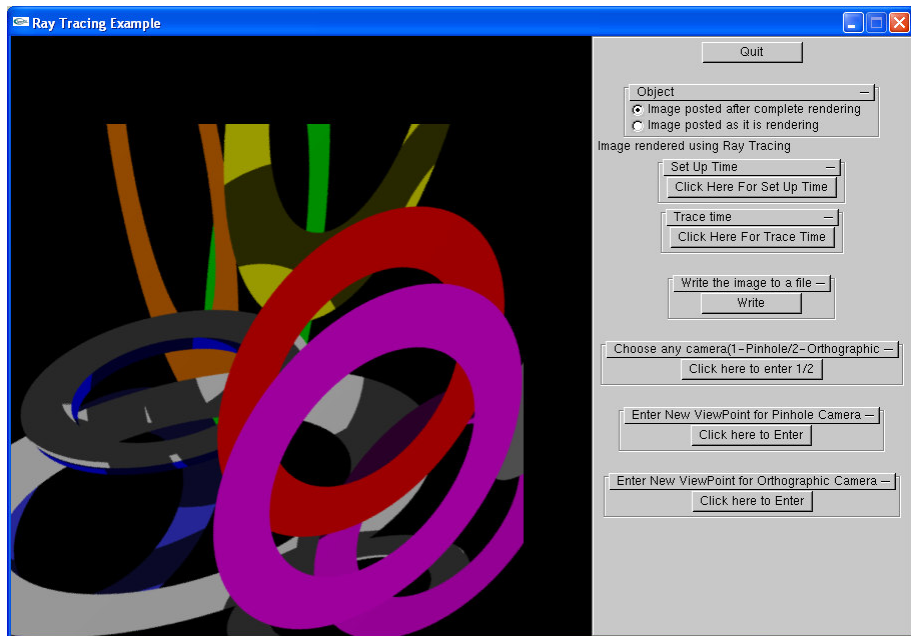 Ray Tracing Example
Quit
Object
Image posted after complete rendering
Image posted as it is rendering
Image rendered using Ray Tracing
Set Up Time
Click Here For Set Up Time
Trace time
Click Here For Trace Time
Write the image to a file
Write
Choose any camera(1-Pinhole/2-Orthographic
Click here to enter 1/2
Enter New ViewPoint for Pinhole Camera
Click here to Enter
Enter New ViewPoint for Orthographic Camera
Click here to Enter